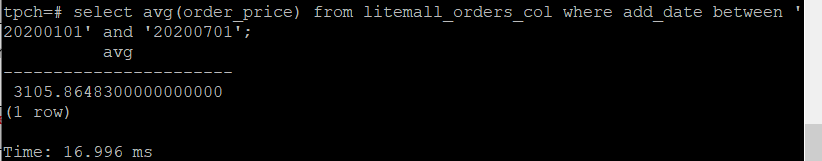 tpch=# select avg(order_price) from litemall_orders_col where add_date between '
20200101' and '20200701';
avg
-----------------------
3105.8648300000000000
(1 row)
Time: 16.996 ms